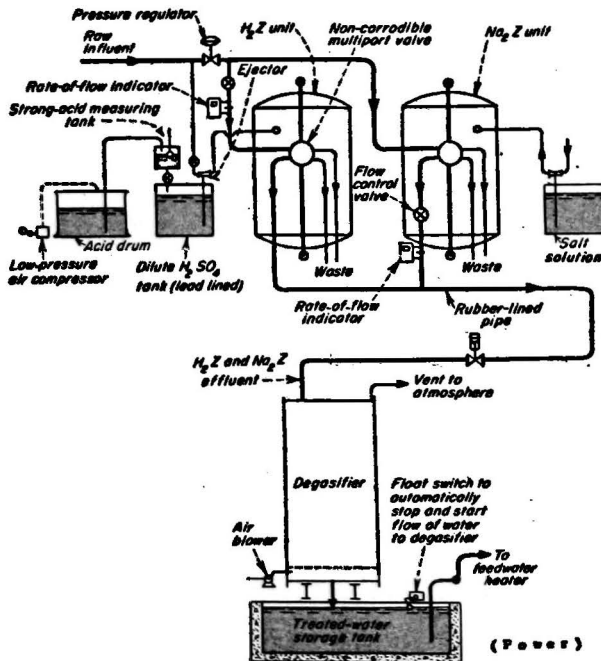 Pressure regulator
Raw
influent
H2Z unit
Non-corrodible
multiport valve
Na2Z unit
Ejector
Rate-of-flow indicator
Strong-acid measuring
tank
Flow
control
valve
Acid drum
Low-pressure
air compressor
Dilute H2SO4
tank (lead lined)
Waste
Waste
Salt
solution
Rate-of-flow
indicator
Rubber-lined
pipe
H2Z and Na2Z
effluent
Vent to
atmosphere
Degasifier
Float switch to
automatically
stop and start
flow of water
to degasifier
Air
blower
To
feedwater
heater
Treated-water
storage tank
(Power)